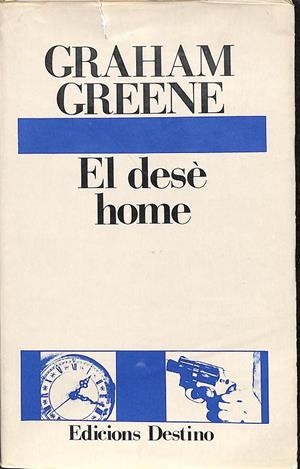 GRAHAM
GREENE
El desè
home
Edicions Destino